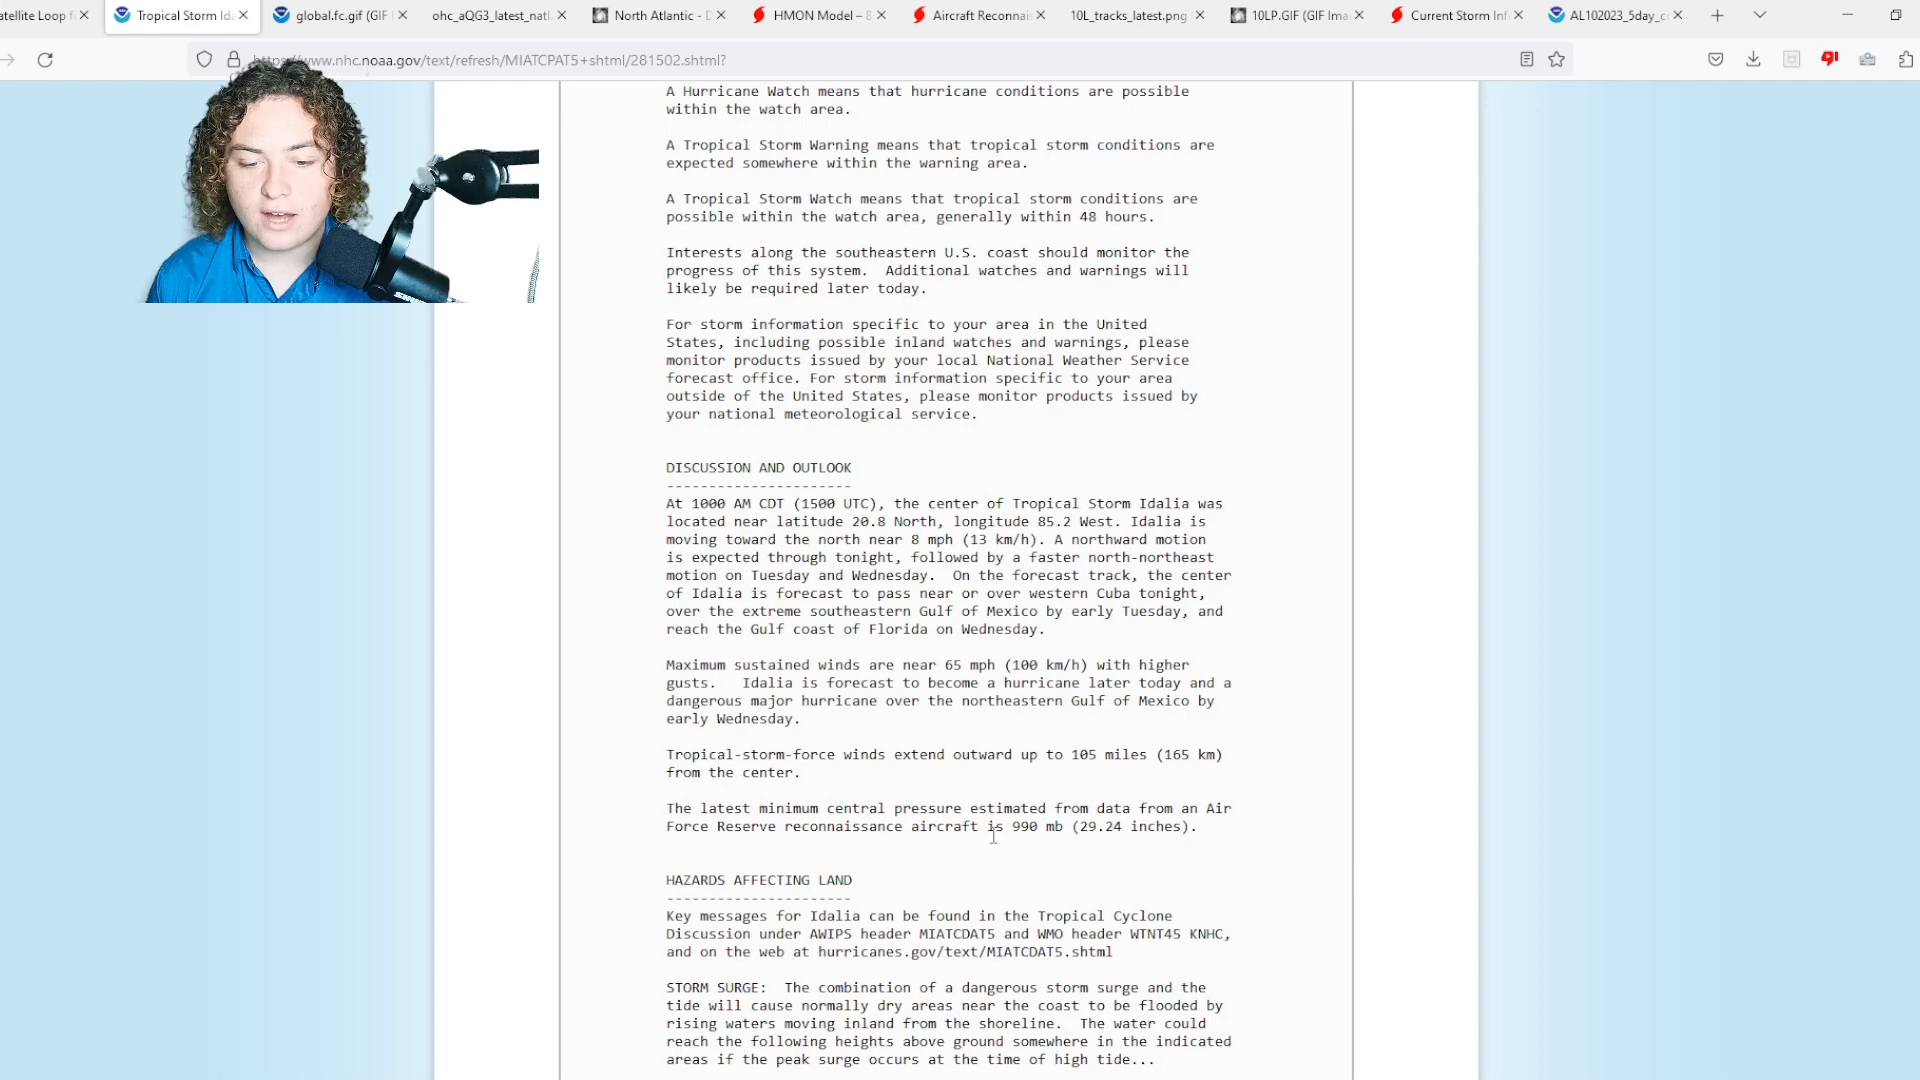 atellite Loop f
Tropical Storm Id
global.fc.gif (GIF I
ohc_aQG3_latest_natl
North Atlantic - D
HMON Model – 8
Aircraft Reconnai
10L_tracks_latest.png
10LP.GIF (GIF Ima
Current Storm Inf
AL102023_5day_c
https://www.nhc.noaa.gov/text/refresh/MIATCPAT5+shtml/281502.shtml?
A Hurricane Watch means that hurricane conditions are possible
within the watch area.
A Tropical Storm Warning means that tropical storm conditions are
expected somewhere within the warning area.
A Tropical Storm Watch means that tropical storm conditions are
possible within the watch area, generally within 48 hours.
Interests along the southeastern U.S. coast should monitor the
progress of this system.  Additional watches and warnings will
likely be required later today.
For storm information specific to your area in the United
States, including possible inland watches and warnings, please
monitor products issued by your local National Weather Service
forecast office. For storm information specific to your area
outside of the United States, please monitor products issued by
your national meteorological service.
DISCUSSION AND OUTLOOK
----------------------
At 1000 AM CDT (1500 UTC), the center of Tropical Storm Idalia was
located near latitude 20.8 North, longitude 85.2 West. Idalia is
moving toward the north near 8 mph (13 km/h). A northward motion
is expected through tonight, followed by a faster north-northeast
motion on Tuesday and Wednesday.  On the forecast track, the center
of Idalia is forecast to pass near or over western Cuba tonight,
over the extreme southeastern Gulf of Mexico by early Tuesday, and
reach the Gulf coast of Florida on Wednesday.
Maximum sustained winds are near 65 mph (100 km/h) with higher
gusts.   Idalia is forecast to become a hurricane later today and a
dangerous major hurricane over the northeastern Gulf of Mexico by
early Wednesday.
Tropical-storm-force winds extend outward up to 105 miles (165 km)
from the center.
The latest minimum central pressure estimated from data from an Air
Force Reserve reconnaissance aircraft is 990 mb (29.24 inches).
HAZARDS AFFECTING LAND
----------------------
Key messages for Idalia can be found in the Tropical Cyclone
Discussion under AWIPS header MIATCDAT5 and WMO header WTNT45 KNHC,
and on the web at hurricanes.gov/text/MIATCDAT5.shtml
STORM SURGE:  The combination of a dangerous storm surge and the
tide will cause normally dry areas near the coast to be flooded by
rising waters moving inland from the shoreline.  The water could
reach the following heights above ground somewhere in the indicated
areas if the peak surge occurs at the time of high tide...